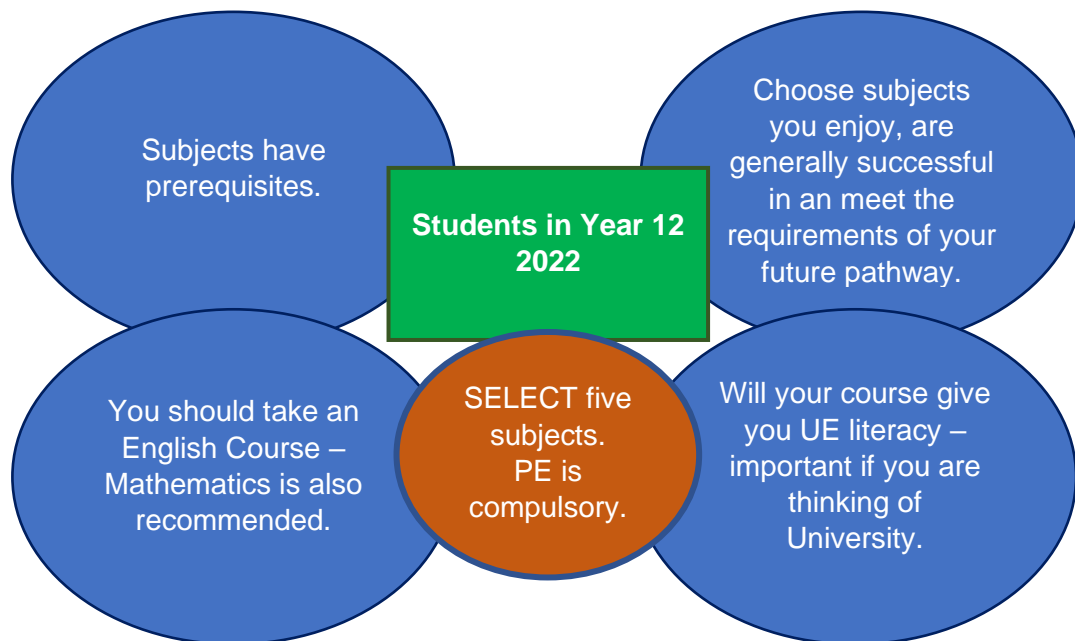 Subjects have
prerequisites.
Choose subjects
you enjoy, are
generally successful
in an meet the
requirements of your
future pathway.
Students in Year 12
2022
You should take an
English Course –
Mathematics is also
recommended.
SELECT five
subjects.
PE is
compulsory.
Will your course give
you UE literacy –
important if you are
thinking of
University.